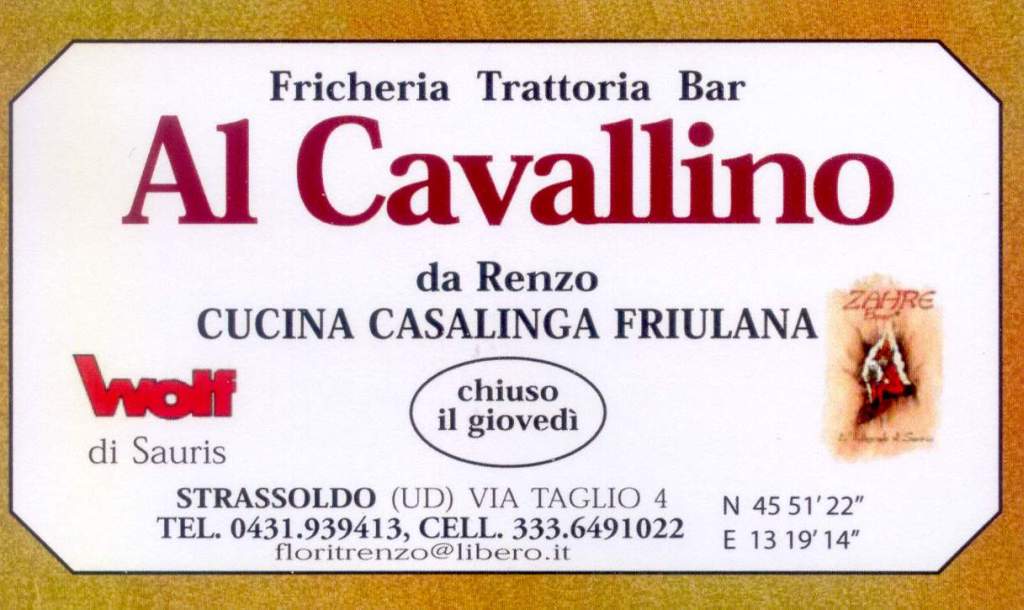 Fricheria Trattoria Bar
Al Cavallino
da Renzo
CUCINA CASALINGA FRIULANA
ZAHRE
Beer
Wolf
di Sauris
chiuso
il giovedì
STRASSOLDO (UD) VIA TAGLIO 4
TEL. 0431.939413, CELL. 333.6491022
floritrenzo@libero.it
N 45 51' 22"
E 13 19' 14"